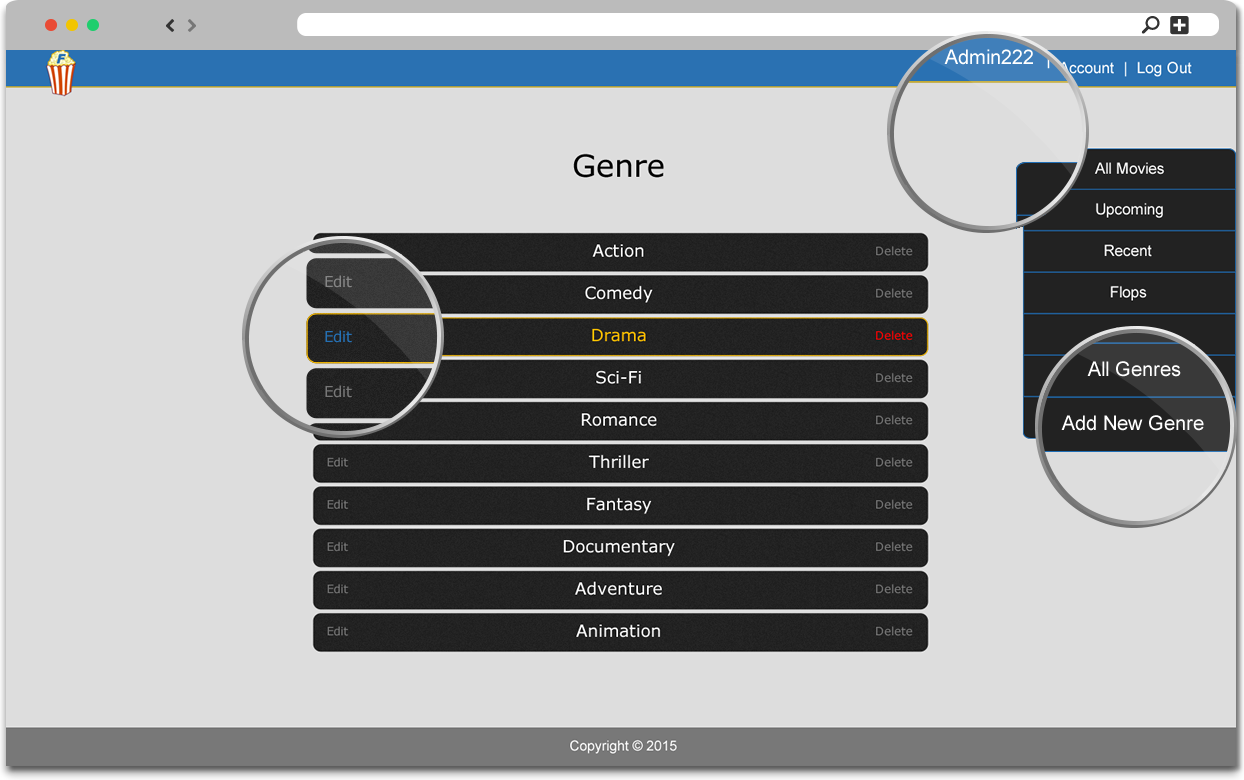 F
Admin222 | Account | Log Out
Genre
All Movies
Upcoming
Recent
Flops
All Genres
Add New Genre
Action Delete
Edit Comedy Delete
Edit Drama Delete
Edit Sci-Fi Delete
Romance Delete
Edit Thriller Delete
Edit Fantasy Delete
Edit Documentary Delete
Edit Adventure Delete
Edit Animation Delete
Copyright © 2015